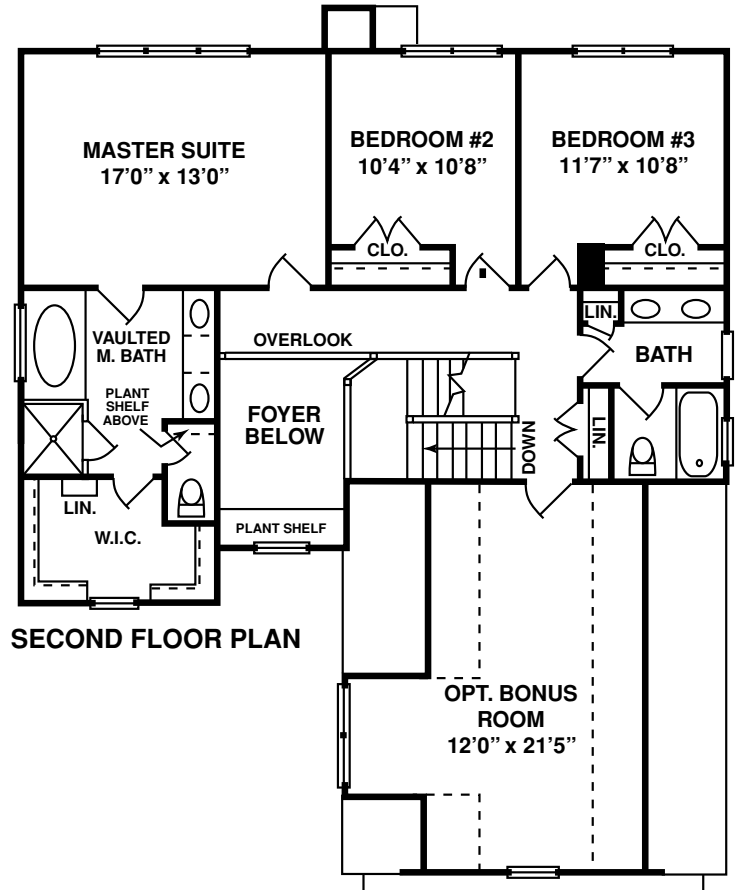 MASTER SUITE
17’0” x 13’0”
BEDROOM #2
10’4” x 10’8”
BEDROOM #3
11’7” x 10’8”
CLO.
CLO.
VAULTED
M. BATH
PLANT
SHELF
ABOVE
OVERLOOK
LIN.
BATH
FOYER
BELOW
DOWN
LIN.
LIN.
W.I.C.
PLANT SHELF
SECOND FLOOR PLAN
OPT. BONUS
ROOM
12’0” x 21’5”